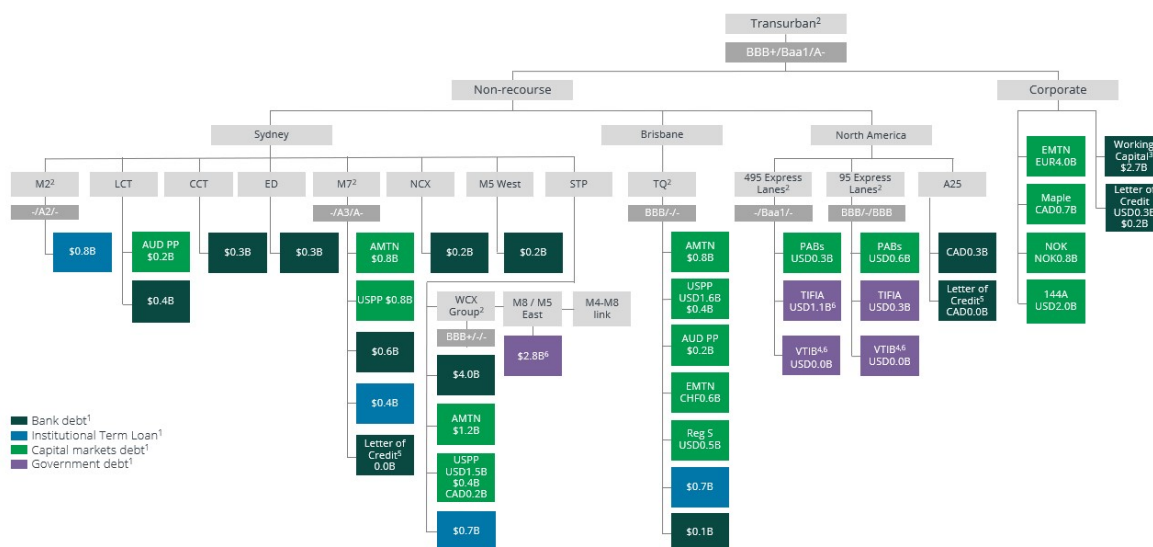 Transurban²
BBB+/Baa1/A-
Non-recourse
Corporate
Sydney
Brisbane
North America
M2²
LCT
CCT
ED
M7²
NCX
M5 West
STP
TQ²
495 Express
Lanes²
95 Express
Lanes²
A25
-/A2/-
-/A3/A-
BBB/-/-
-/Baa1/-
BBB/-/BBB
EMTN
EUR4.0B
Working
Capital³
$2.7B
Maple
CAD0.7B
Letter of
Credit
USD0.3B
$0.2B
NOK
NOK0.8B
144A
USD2.0B
$0.8B
AUD PP
$0.2B
$0.4B
$0.3B
$0.3B
AMTN
$0.8B
USPP $0.8B
$0.6B
$0.4B
Letter of
Credit⁵
0.0B
$0.2B
$0.2B
WCX
Group²
M8 / M5
East
M4-M8
link
BBB+/-/-
$4.0B
$2.8B⁶
AMTN
$1.2B
USPP
USD1.5B
$0.4B
CAD0.2B
$0.7B
AMTN
$0.8B
USPP
USD1.6B
$0.4B
AUD PP
$0.2B
EMTN
CHF0.6B
Reg S
USD0.5B
$0.7B
$0.1B
PABs
USD0.3B
TIFIA
USD1.1B⁶
VTIB⁴,⁶
USD0.0B
PABs
USD0.6B
TIFIA
USD0.3B
VTIB⁴,⁶
USD0.0B
CAD0.3B
Letter of
Credit⁵
CAD0.0B
Bank debt¹
Institutional Term Loan¹
Capital markets debt¹
Government debt¹